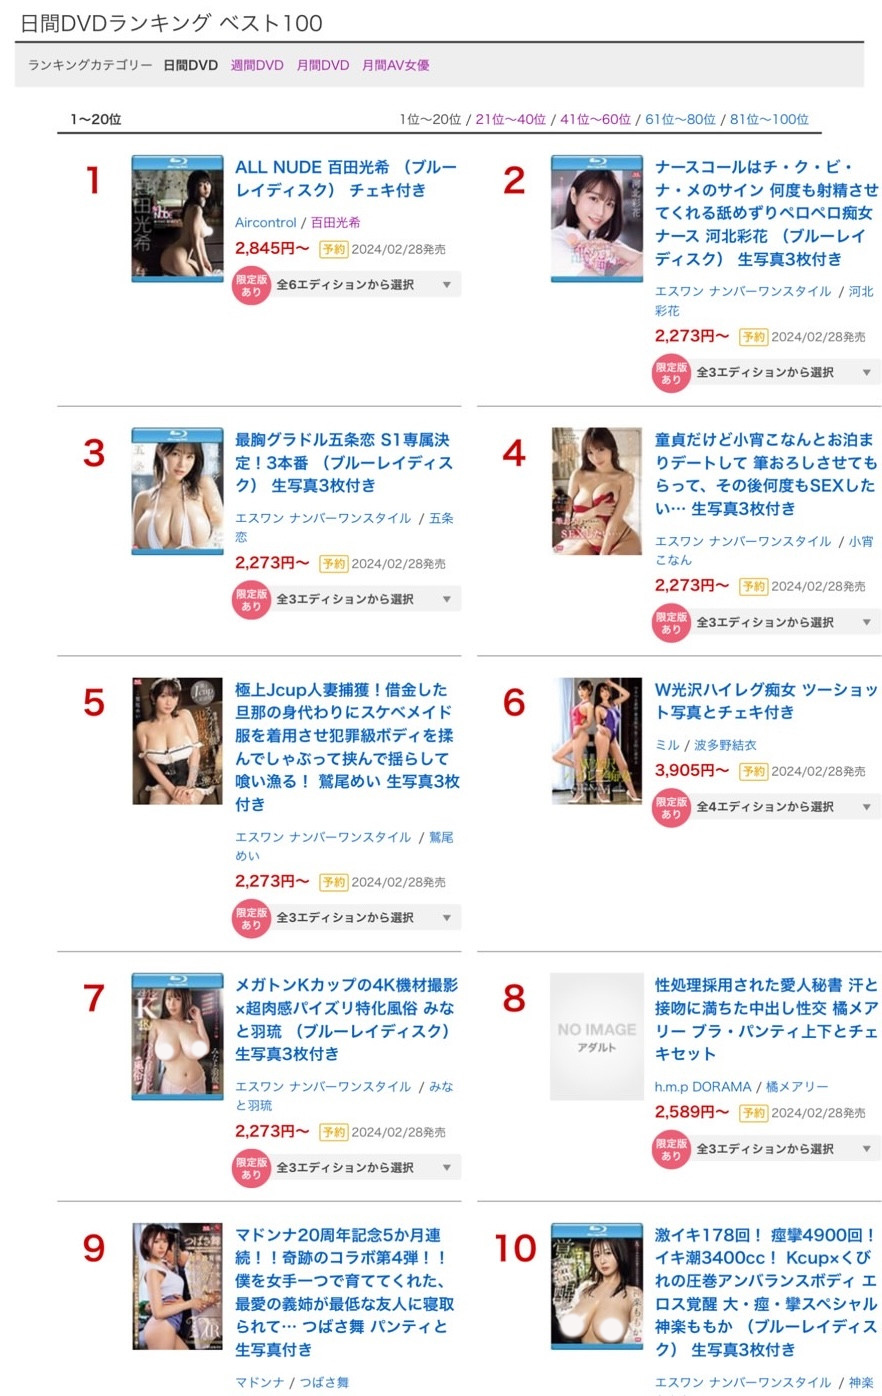 日間DVDランキング ベスト100
ランキングカテゴリー 日間DVD 週間DVD 月間DVD 月間AV女優
1〜20位
1位〜20位 / 21位〜40位 / 41位〜60位 / 61位〜80位 / 81位〜100位
1
ALL NUDE 百田光希 （ブルー
レイディスク） チェキ付き
Aircontrol / 百田光希
2,845円〜 予約 2024/02/28発売
限定版
あり
全6エディションから選択
2
ナースコールはチ・ク・ビ・
ナ・メのサイン 何度も射精させ
てくれる舐めずりペロペロ痴女
ナース 河北彩花 （ブルーレイ
ディスク） 生写真3枚付き
エスワン ナンバーワンスタイル / 河北
彩花
2,273円〜 予約 2024/02/28発売
限定版
あり
全3エディションから選択
3
最胸グラドル五条恋 S1専属決
定！3本番 （ブルーレイディス
ク） 生写真3枚付き
エスワン ナンバーワンスタイル / 五条
恋
2,273円〜 予約 2024/02/28発売
限定版
あり
全3エディションから選択
4
童貞だけど小宵こなんとお泊ま
りデートして 筆おろしさせても
らって、その後何度もSEXした
い… 生写真3枚付き
エスワン ナンバーワンスタイル / 小宵
こなん
2,273円〜 予約 2024/02/28発売
限定版
あり
全3エディションから選択
5
極上Jcup人妻捕獲！借金した
旦那の身代わりにスケベメイド
服を着用させ犯罪級ボディを揉
んでしゃぶって挟んで揺らして
喰い漁る！ 鷲尾めい 生写真3枚
付き
エスワン ナンバーワンスタイル / 鷲尾
めい
2,273円〜 予約 2024/02/28発売
限定版
あり
全3エディションから選択
6
W光沢ハイレグ痴女 ツーショッ
ト写真とチェキ付き
ミル / 波多野結衣
3,905円〜 予約 2024/02/28発売
限定版
あり
全4エディションから選択
7
メガトンKカップの4K機材撮影
×超肉感パイズリ特化風俗 みな
と羽琉 （ブルーレイディスク）
生写真3枚付き
エスワン ナンバーワンスタイル / みな
と羽琉
2,273円〜 予約 2024/02/28発売
限定版
あり
全3エディションから選択
8
NO IMAGE
アダルト
性処理採用された愛人秘書 汗と
接吻に満ちた中出し性交 橘メア
リー ブラ・パンティ上下とチェ
キセット
h.m.p DORAMA / 橘メアリー
2,589円〜 予約 2024/02/28発売
限定版
あり
全3エディションから選択
9
マドンナ20周年記念5か月連
続！！奇跡のコラボ第4弾！！
僕を女手一つで育ててくれた、
最愛の義姉が最低な友人に寝取
られて… つばさ舞 パンティと
生写真付き
マドンナ / つばさ舞
10
激イキ178回！ 痙攣4900回！
イキ潮3400cc！ Kcup×くび
れの圧巻アンバランスボディ エ
ロス覚醒 大・痙・攣スペシャル
神楽ももか （ブルーレイディス
ク） 生写真3枚付き
エスワン ナンバーワンスタイル / 神楽